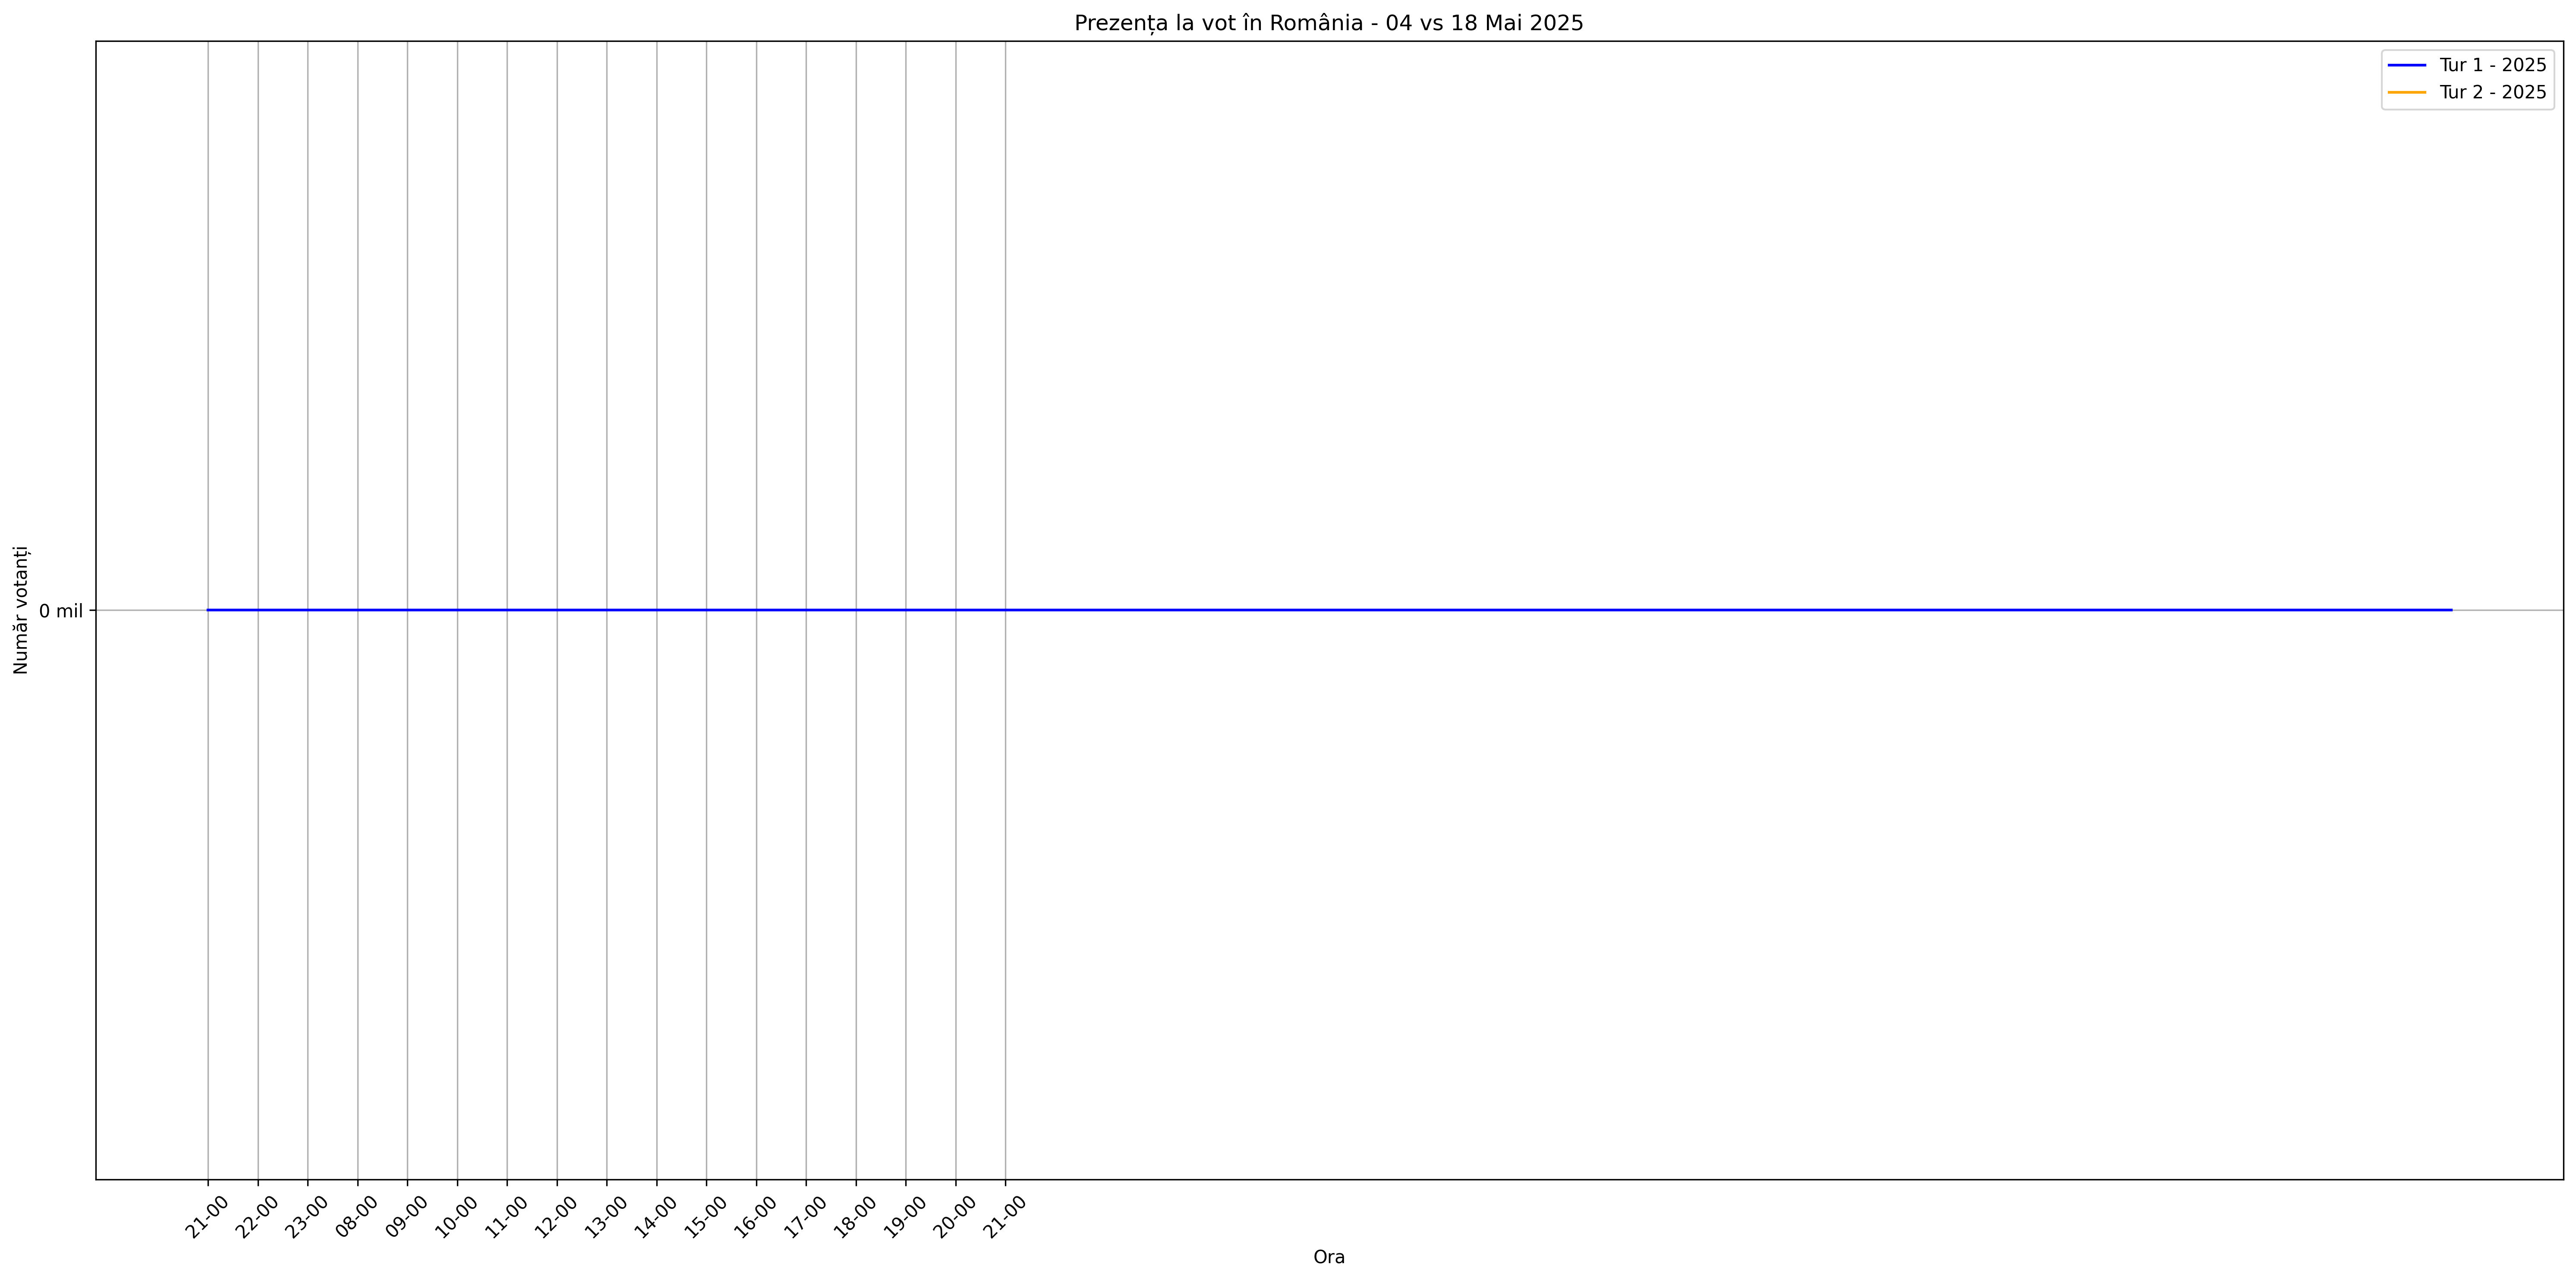 Prezența la vot în România - 04 vs 18 Mai 2025
Tur 1 - 2025
Tur 2 - 2025
Număr votanți
0 mil
21-00
22-00
23-00
08-00
09-00
10-00
11-00
12-00
13-00
14-00
15-00
16-00
17-00
18-00
19-00
20-00
21-00
Ora